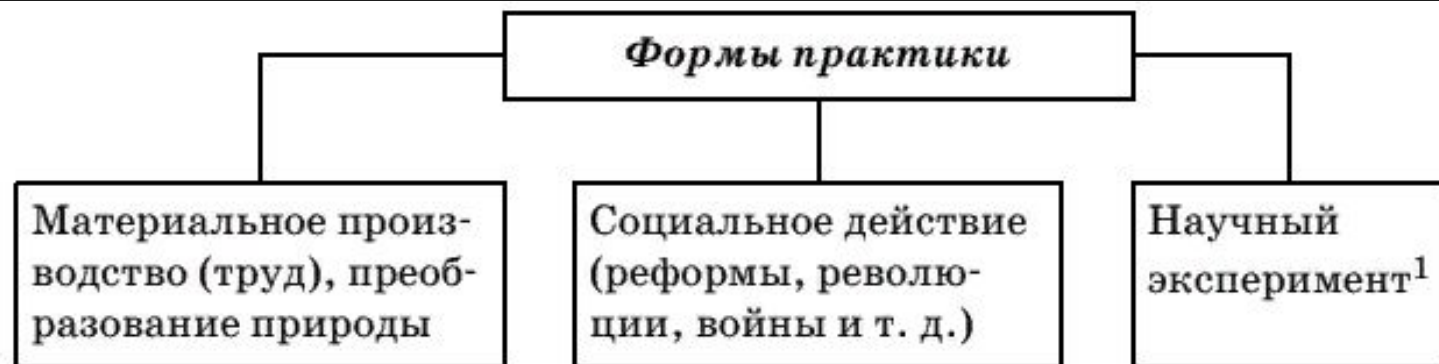 Формы практики
Материальное произ-
водство (труд), преоб-
разование природы
Социальное действие
(реформы, револю-
ции, войны и т. д.)
Научный
эксперимент¹